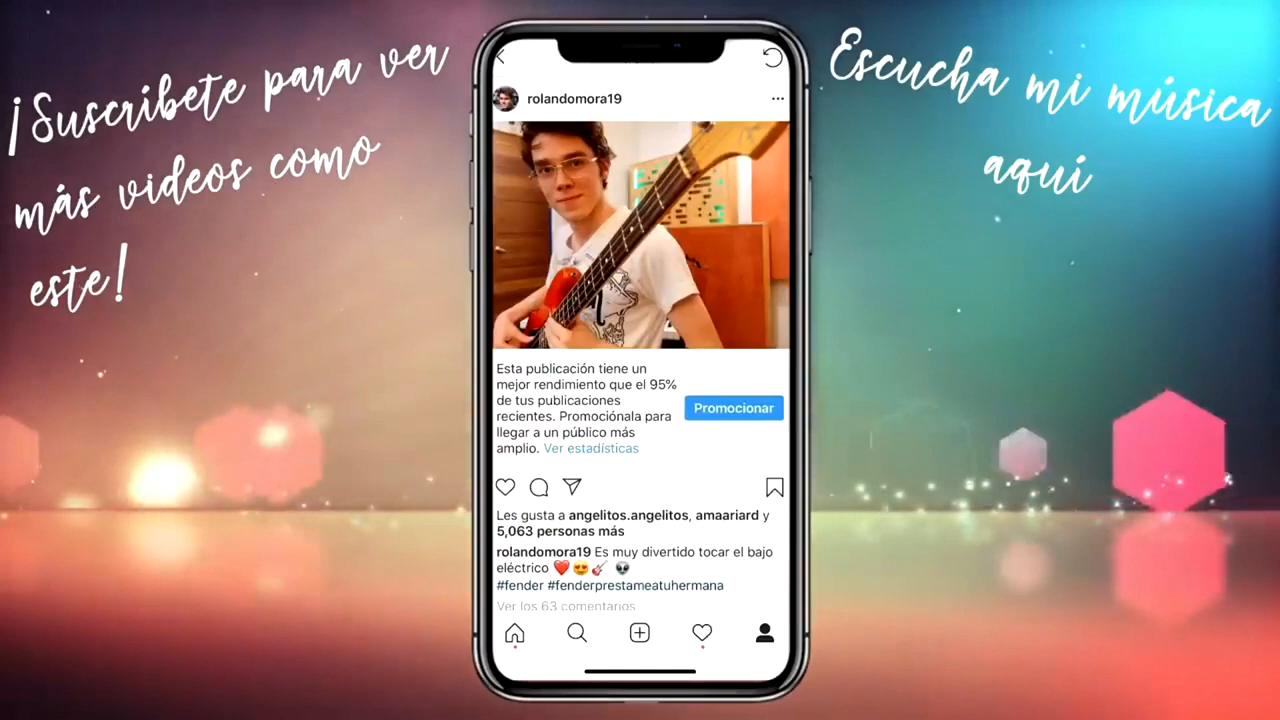 ¡Suscribete para ver
más videos como
este!
Escucha mi música
aquí
rolandomora19
Esta publicación tiene un
mejor rendimiento que el 95%
de tus publicaciones
recientes. Promociónala para
llegar a un público más
amplio. Ver estadísticas
Promocionar
Les gusta a angelitos.angelitos, amaariard y
5,063 personas más
rolandomora19 Es muy divertido tocar el bajo
eléctrico ❤️😍🎸 👽
#fender #fenderprestameatuhermana
Ver los 63 comentarios